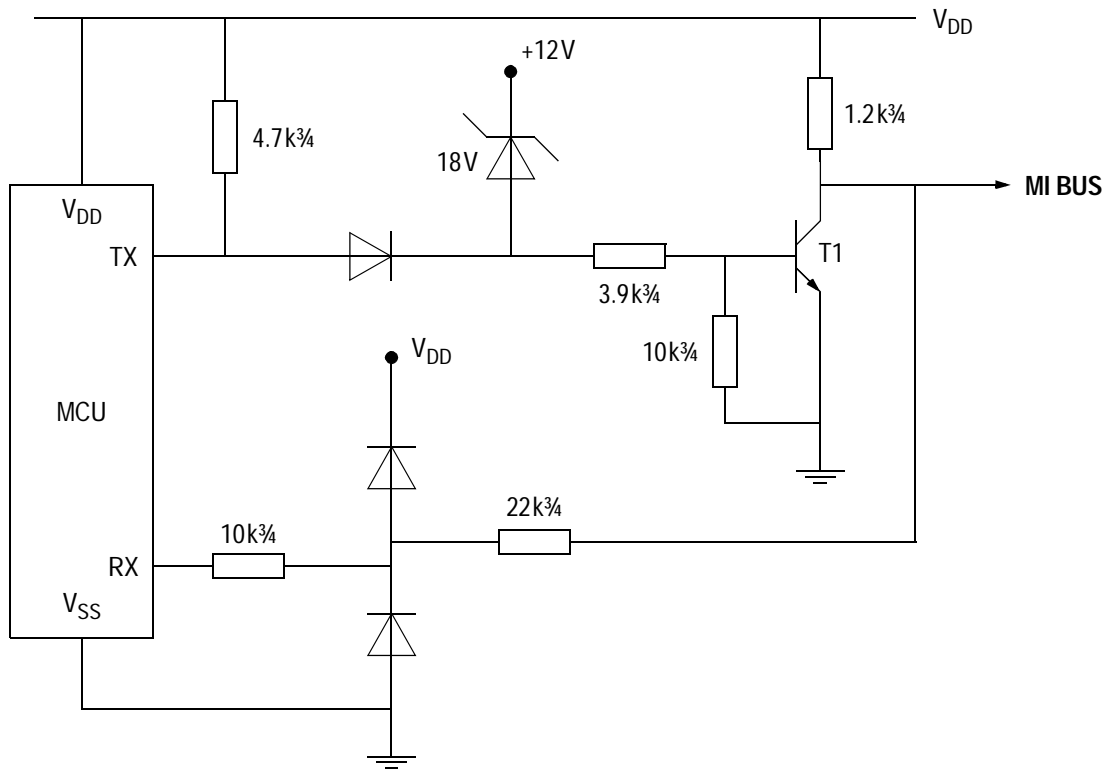 VDD
+12V
4.7k¾
1.2k¾
18V
MI BUS
VDD
TX
T1
3.9k¾
VDD
10k¾
MCU
22k¾
10k¾
RX
VSS